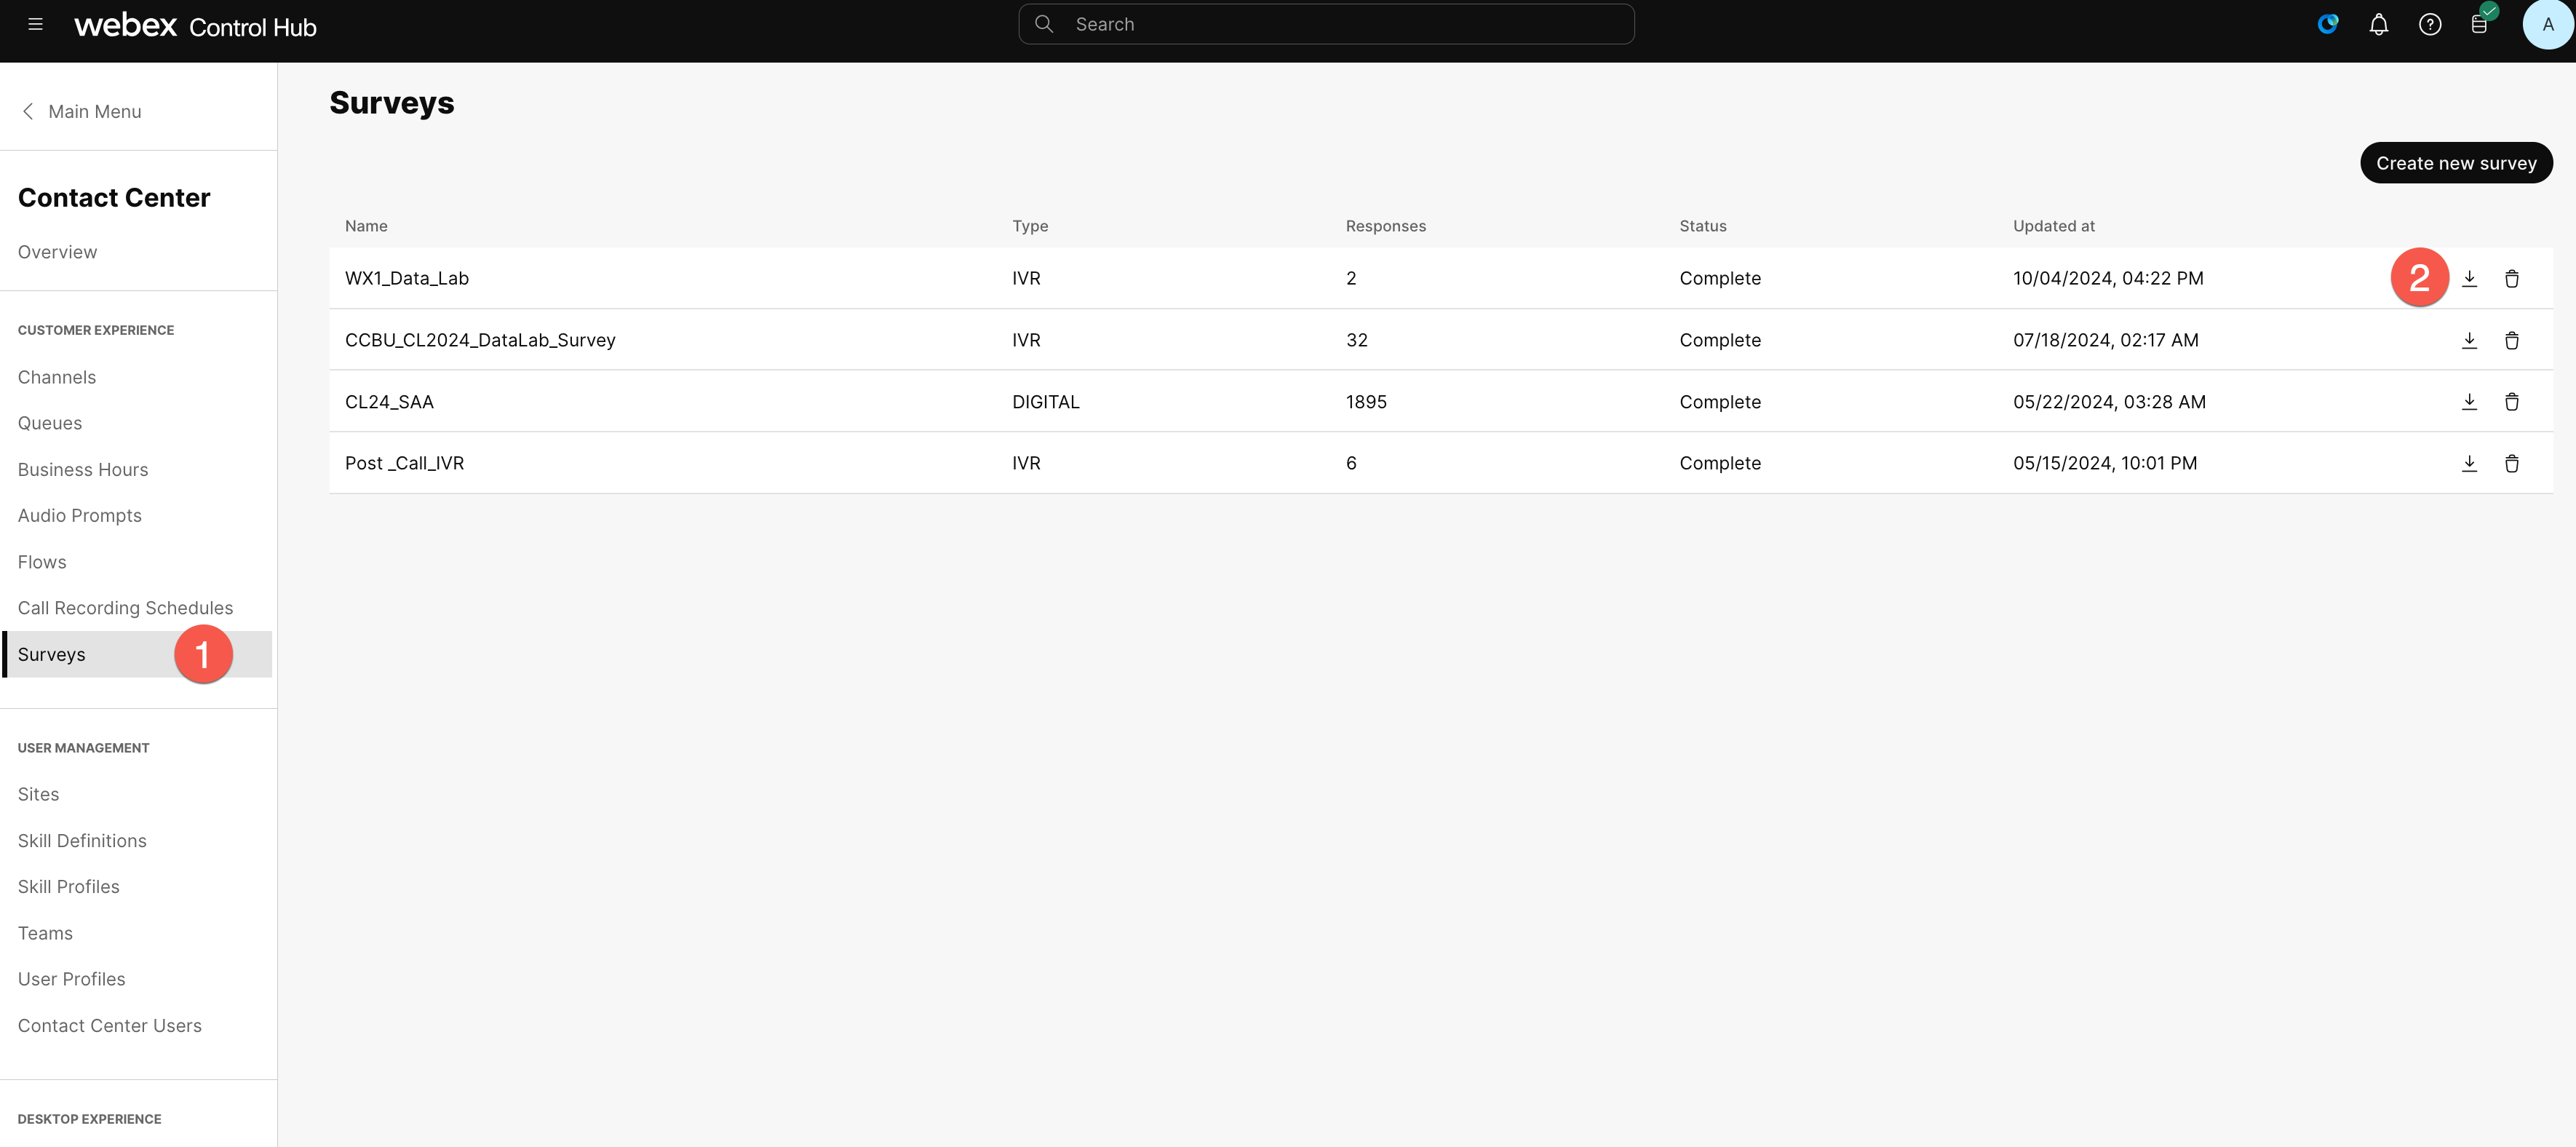 webex Control Hub
Search
A
Main Menu
Contact Center
Overview
CUSTOMER EXPERIENCE
Channels
Queues
Business Hours
Audio Prompts
Flows
Call Recording Schedules
Surveys 1
USER MANAGEMENT
Sites
Skill Definitions
Skill Profiles
Teams
User Profiles
Contact Center Users
DESKTOP EXPERIENCE
Surveys
Create new survey
Name Type Responses Status Updated at
WX1_Data_Lab IVR 2 Complete 10/04/2024, 04:22 PM 2
CCBU_CL2024_DataLab_Survey IVR 32 Complete 07/18/2024, 02:17 AM
CL24_SAA DIGITAL 1895 Complete 05/22/2024, 03:28 AM
Post _Call_IVR IVR 6 Complete 05/15/2024, 10:01 PM